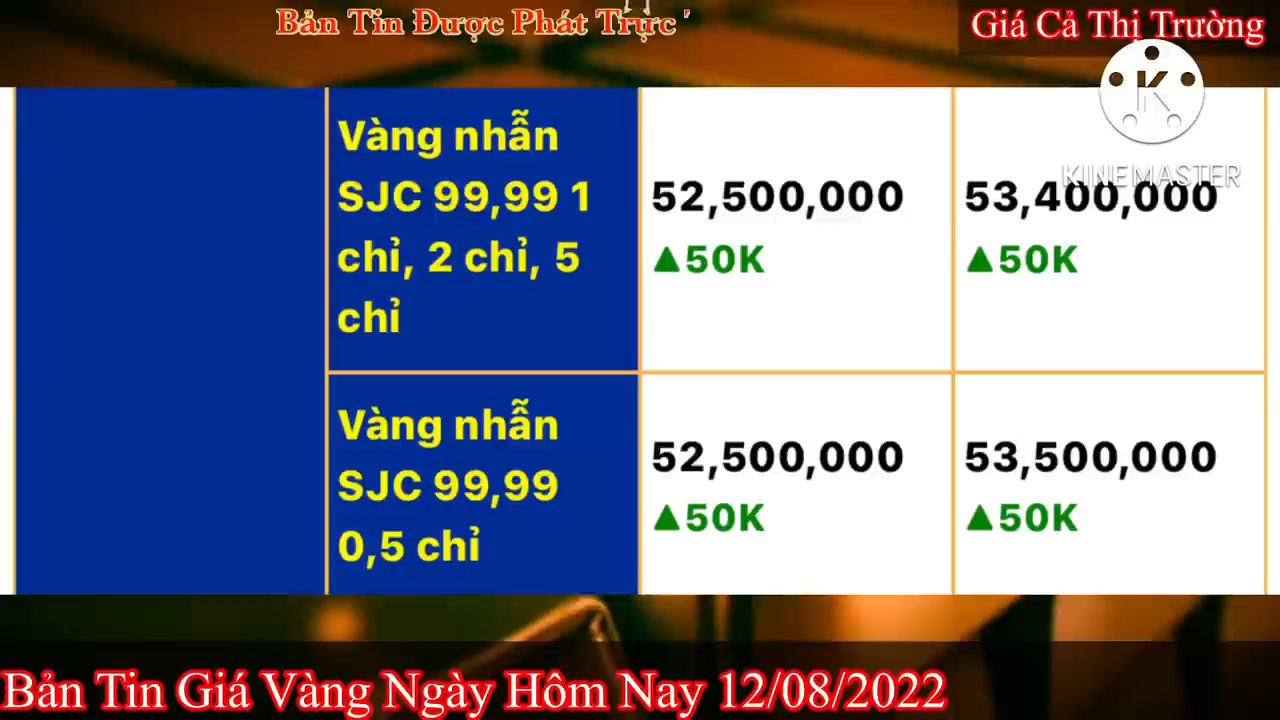 Bản Tin Được Phát Trực
Giá Cả Thị Trường
K
KINEMASTER
Vàng nhẫn
SJC 99,99 1
chỉ, 2 chỉ, 5
chỉ
52,500,000
▲50K
53,400,000
▲50K
Vàng nhẫn
SJC 99,99
0,5 chỉ
52,500,000
▲50K
53,500,000
▲50K
Bản Tin Giá Vàng Ngày Hôm Nay 12/08/2022